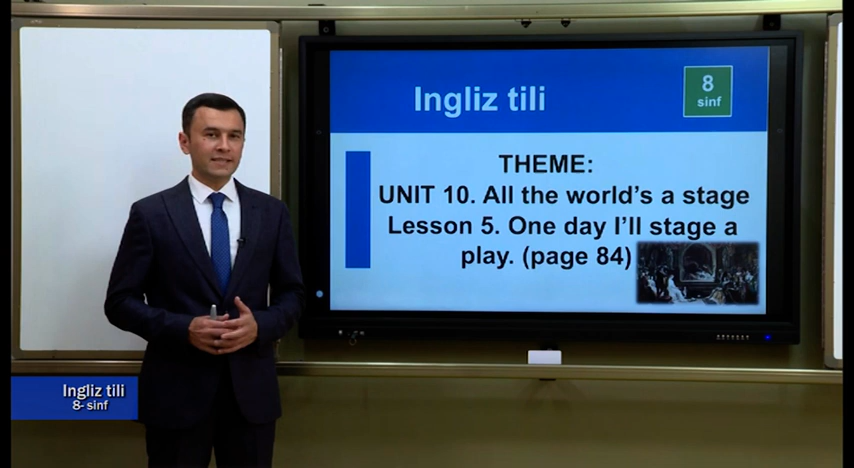 Ingliz tili
8
sinf
THEME:
UNIT 10. All the world's a stage
Lesson 5. One day I'll stage a
play. (page 84)
Ingliz tili
8- sinf